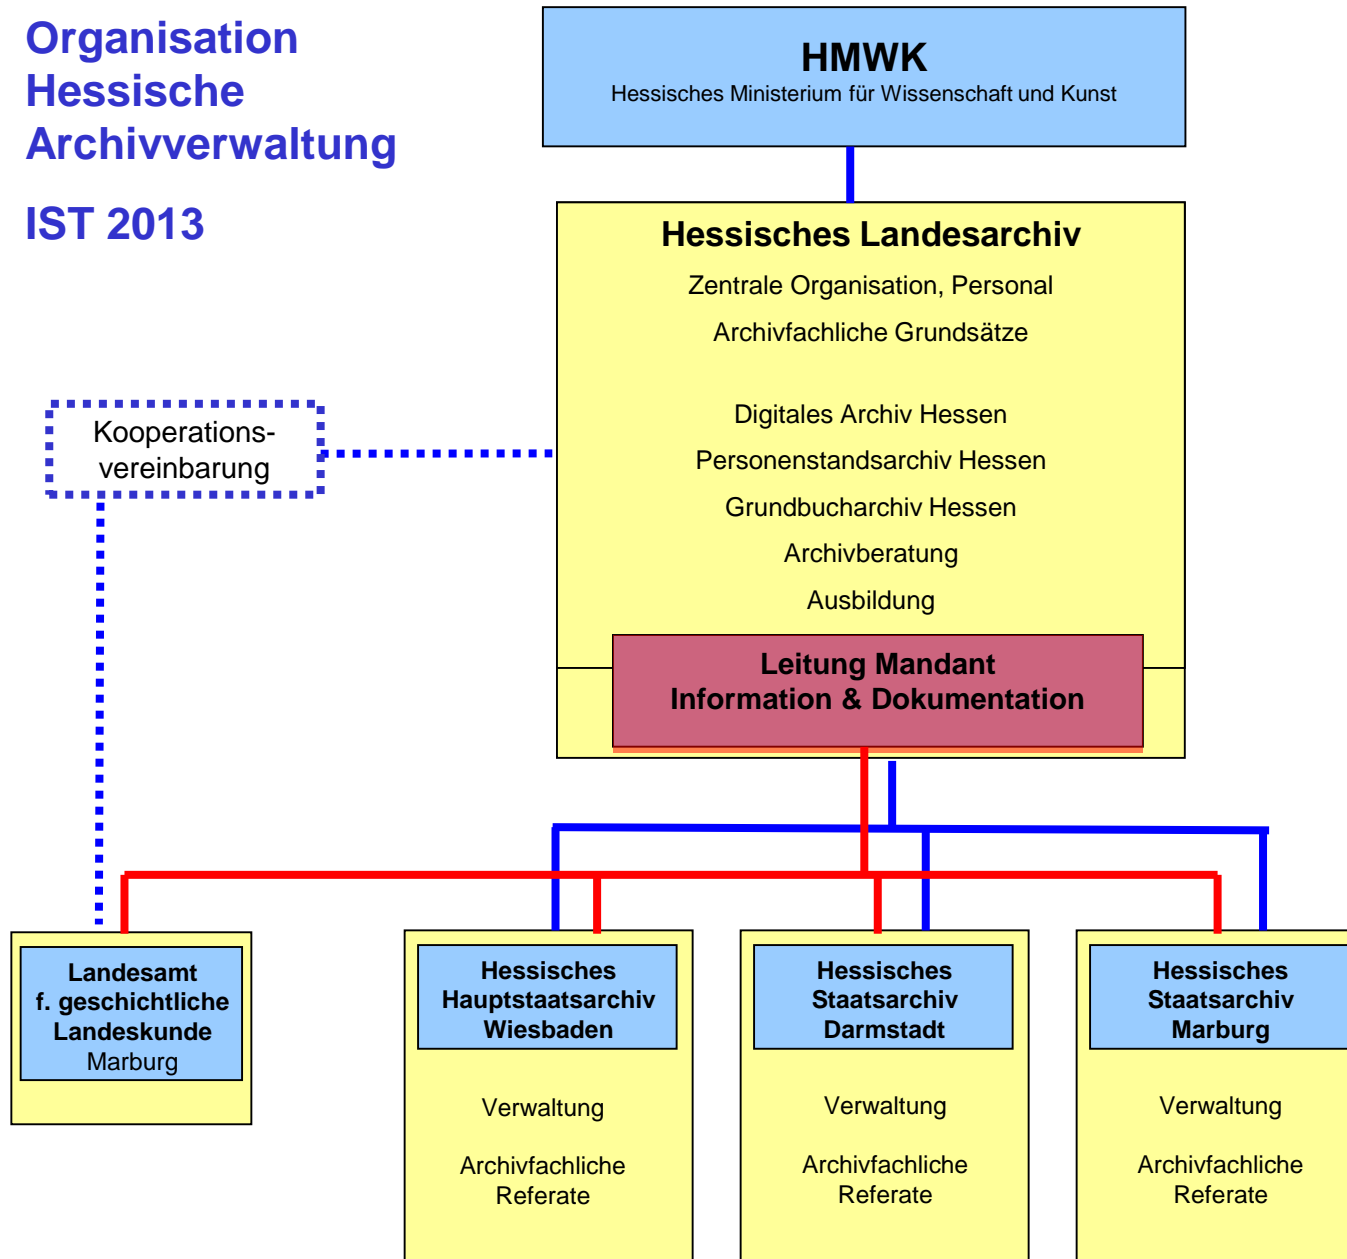 Organisation
Hessische
Archivverwaltung
IST 2013
HMWK
Hessisches Ministerium für Wissenschaft und Kunst
Hessisches Landesarchiv
Zentrale Organisation, Personal
Archivfachliche Grundsätze
Digitales Archiv Hessen
Personenstandsarchiv Hessen
Grundbucharchiv Hessen
Archivberatung
Ausbildung
Leitung Mandant
Information & Dokumentation
Kooperations-
vereinbarung
Landesamt
f. geschichtliche
Landeskunde
Marburg
Hessisches
Hauptstaatsarchiv
Wiesbaden
Verwaltung
Archivfachliche
Referate
Hessisches
Staatsarchiv
Darmstadt
Verwaltung
Archivfachliche
Referate
Hessisches
Staatsarchiv
Marburg
Verwaltung
Archivfachliche
Referate